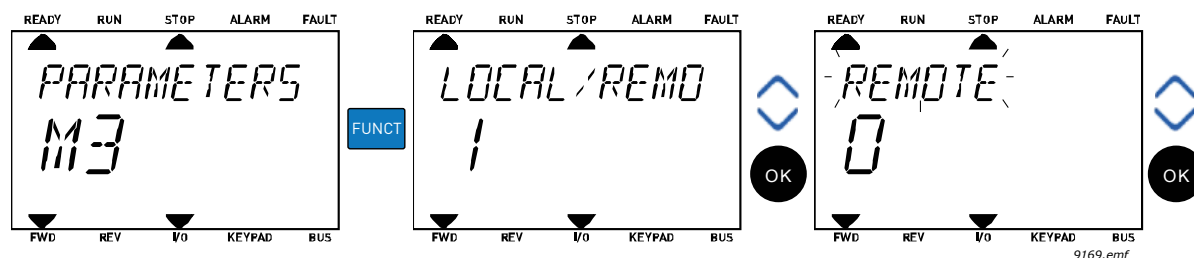 READY RUN STOP ALARM FAULT
PARAMETERS
M3
FWD REV I/O KEYPAD BUS
FUNCT
READY RUN STOP ALARM FAULT
LOCAL/REMO
1
FWD REV I/O KEYPAD BUS
OK
READY RUN STOP ALARM FAULT
REMOTE
0
FWD REV I/O KEYPAD BUS
OK
9169.emf